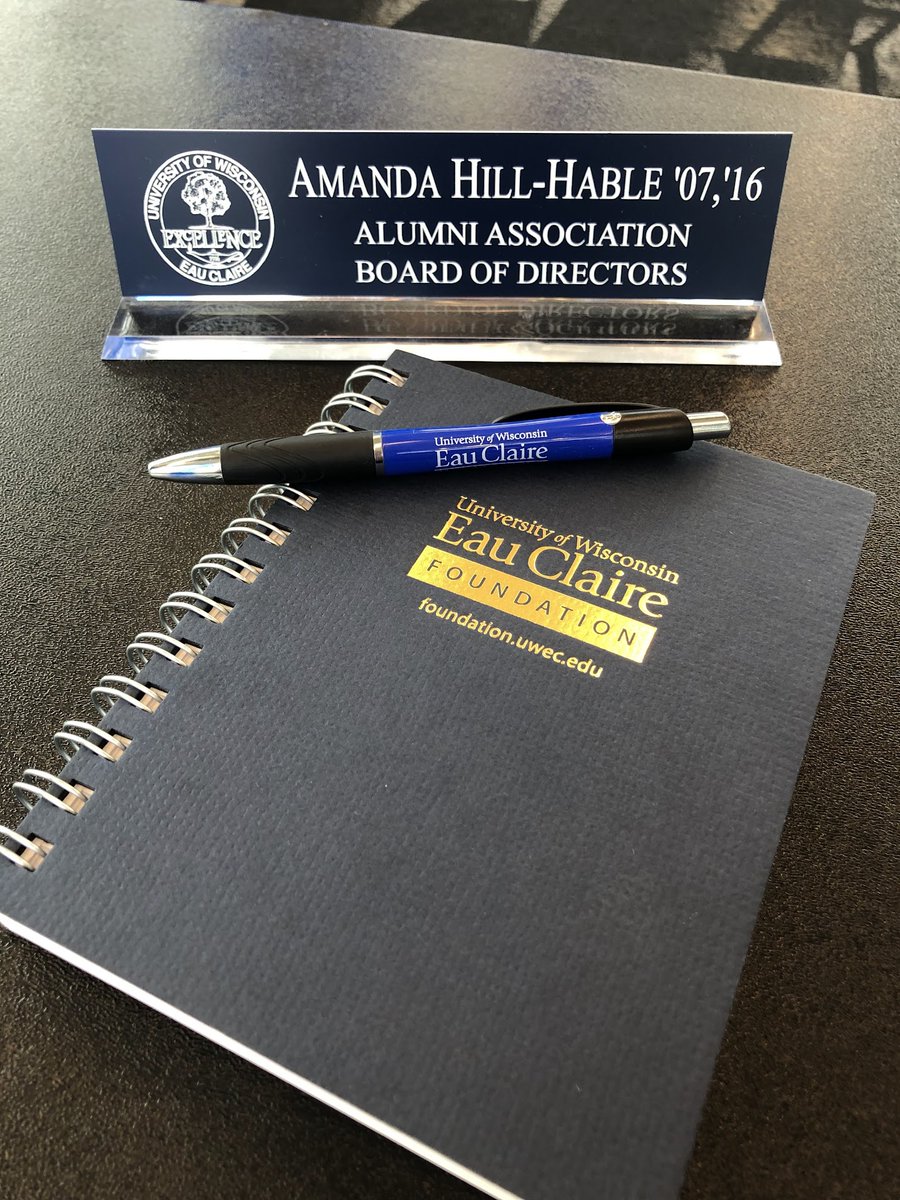 UNIVERSITY OF WISCONSIN
EXCELLENCE
EAU CLAIRE
AMANDA HILL-HABLE '07,'16
ALUMNI ASSOCIATION
BOARD OF DIRECTORS
University of Wisconsin
Eau Claire
University of Wisconsin
Eau Claire
FOUNDATION
foundation.uwec.edu